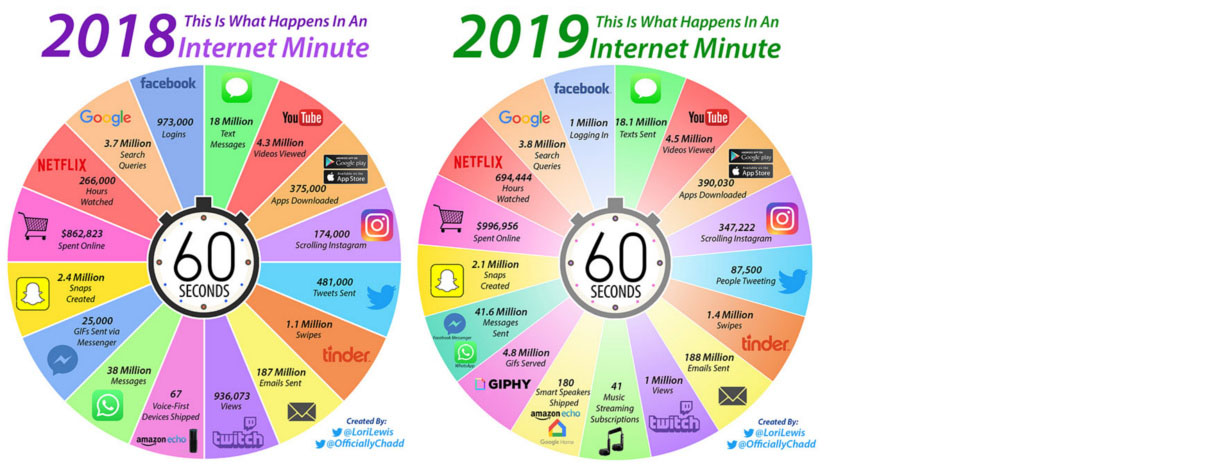 2018 This Is What Happens In An
Internet Minute
facebook
973,000
Logins
18 Million
Text
Messages
YouTube
4.3 Million
Videos Viewed
ANDROID APP ON
Google play
Available on the
App Store
375,000
Apps Downloaded
174,000
Scrolling Instagram
481,000
Tweets Sent
1.1 Million
Swipes
tinder
187 Million
Emails Sent
936,073
Views
twitch
67
Voice-First
Devices Shipped
amazon echo
38 Million
Messages
25,000
GIFs Sent via
Messenger
2.4 Million
Snaps
Created
$862,823
Spent Online
NETFLIX
266,000
Hours
Watched
Google
3.7 Million
Search
Queries
60
SECONDS
Created By:
@LoriLewis
@OfficiallyChadd
2019 This Is What Happens In An
Internet Minute
facebook
1 Million
Logging In
18.1 Million
Texts Sent
YouTube
4.5 Million
Videos Viewed
ANDROID APP ON
Google play
Available on the
App Store
390,030
Apps Downloaded
347,222
Scrolling Instagram
87,500
People Tweeting
1.4 Million
Swipes
tinder
188 Million
Emails Sent
1 Million
Views
twitch
41
Music
Streaming
Subscriptions
180
Smart Speakers
Shipped
amazon echo
Google Home
4.8 Million
Gifs Served
GIPHY
41.6 Million
Messages
Sent
Facebook Messenger
WhatsApp
2.1 Million
Snaps
Created
$996,956
Spent Online
NETFLIX
694,444
Hours
Watched
Google
3.8 Million
Search
Queries
60
SECONDS
Created By:
@LoriLewis
@OfficiallyChadd